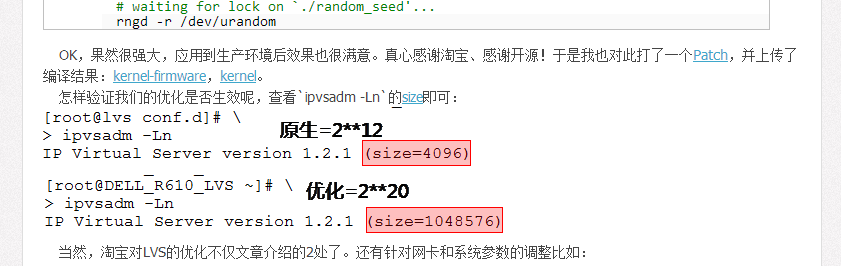 # waiting for lock on `./random_seed'...
rngd -r /dev/urandom
OK，果然很强大，应用到生产环境后效果也很满意。真心感谢淘宝、感谢开源！于是我也对此打了一个Patch，并上传了
编译结果：kernel-firmware，kernel。
怎样验证我们的优化是否生效呢，查看`ipvsadm -Ln`的size即可：
[root@lvs conf.d]# \
原生=2**12
> ipvsadm -Ln
IP Virtual Server version 1.2.1 (size=4096)
[root@DELL_R610_LVS ~]# \
优化=2**20
> ipvsadm -Ln
IP Virtual Server version 1.2.1 (size=1048576)
当然，淘宝对LVS的优化不仅文章介绍的2处了。还有针对网卡和系统参数的调整比如：